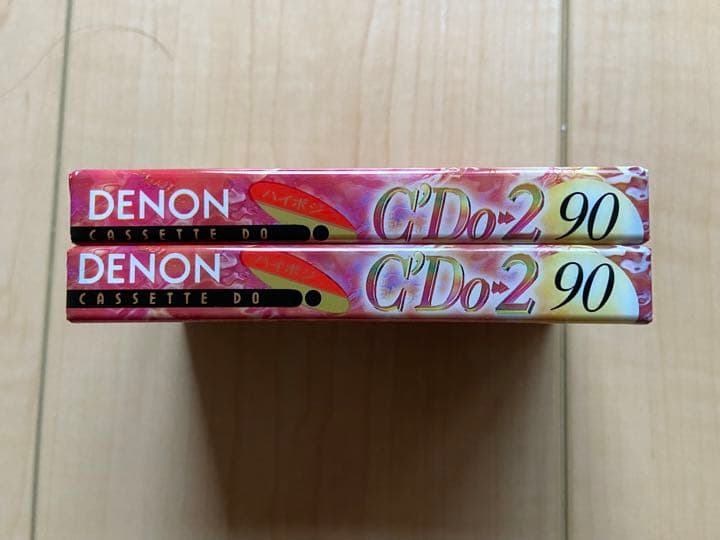 DENON ハイポジ C'Do▸▸2 90
CASSETTE DO
DENON ハイポジ C'Do▸▸2 90
CASSETTE DO